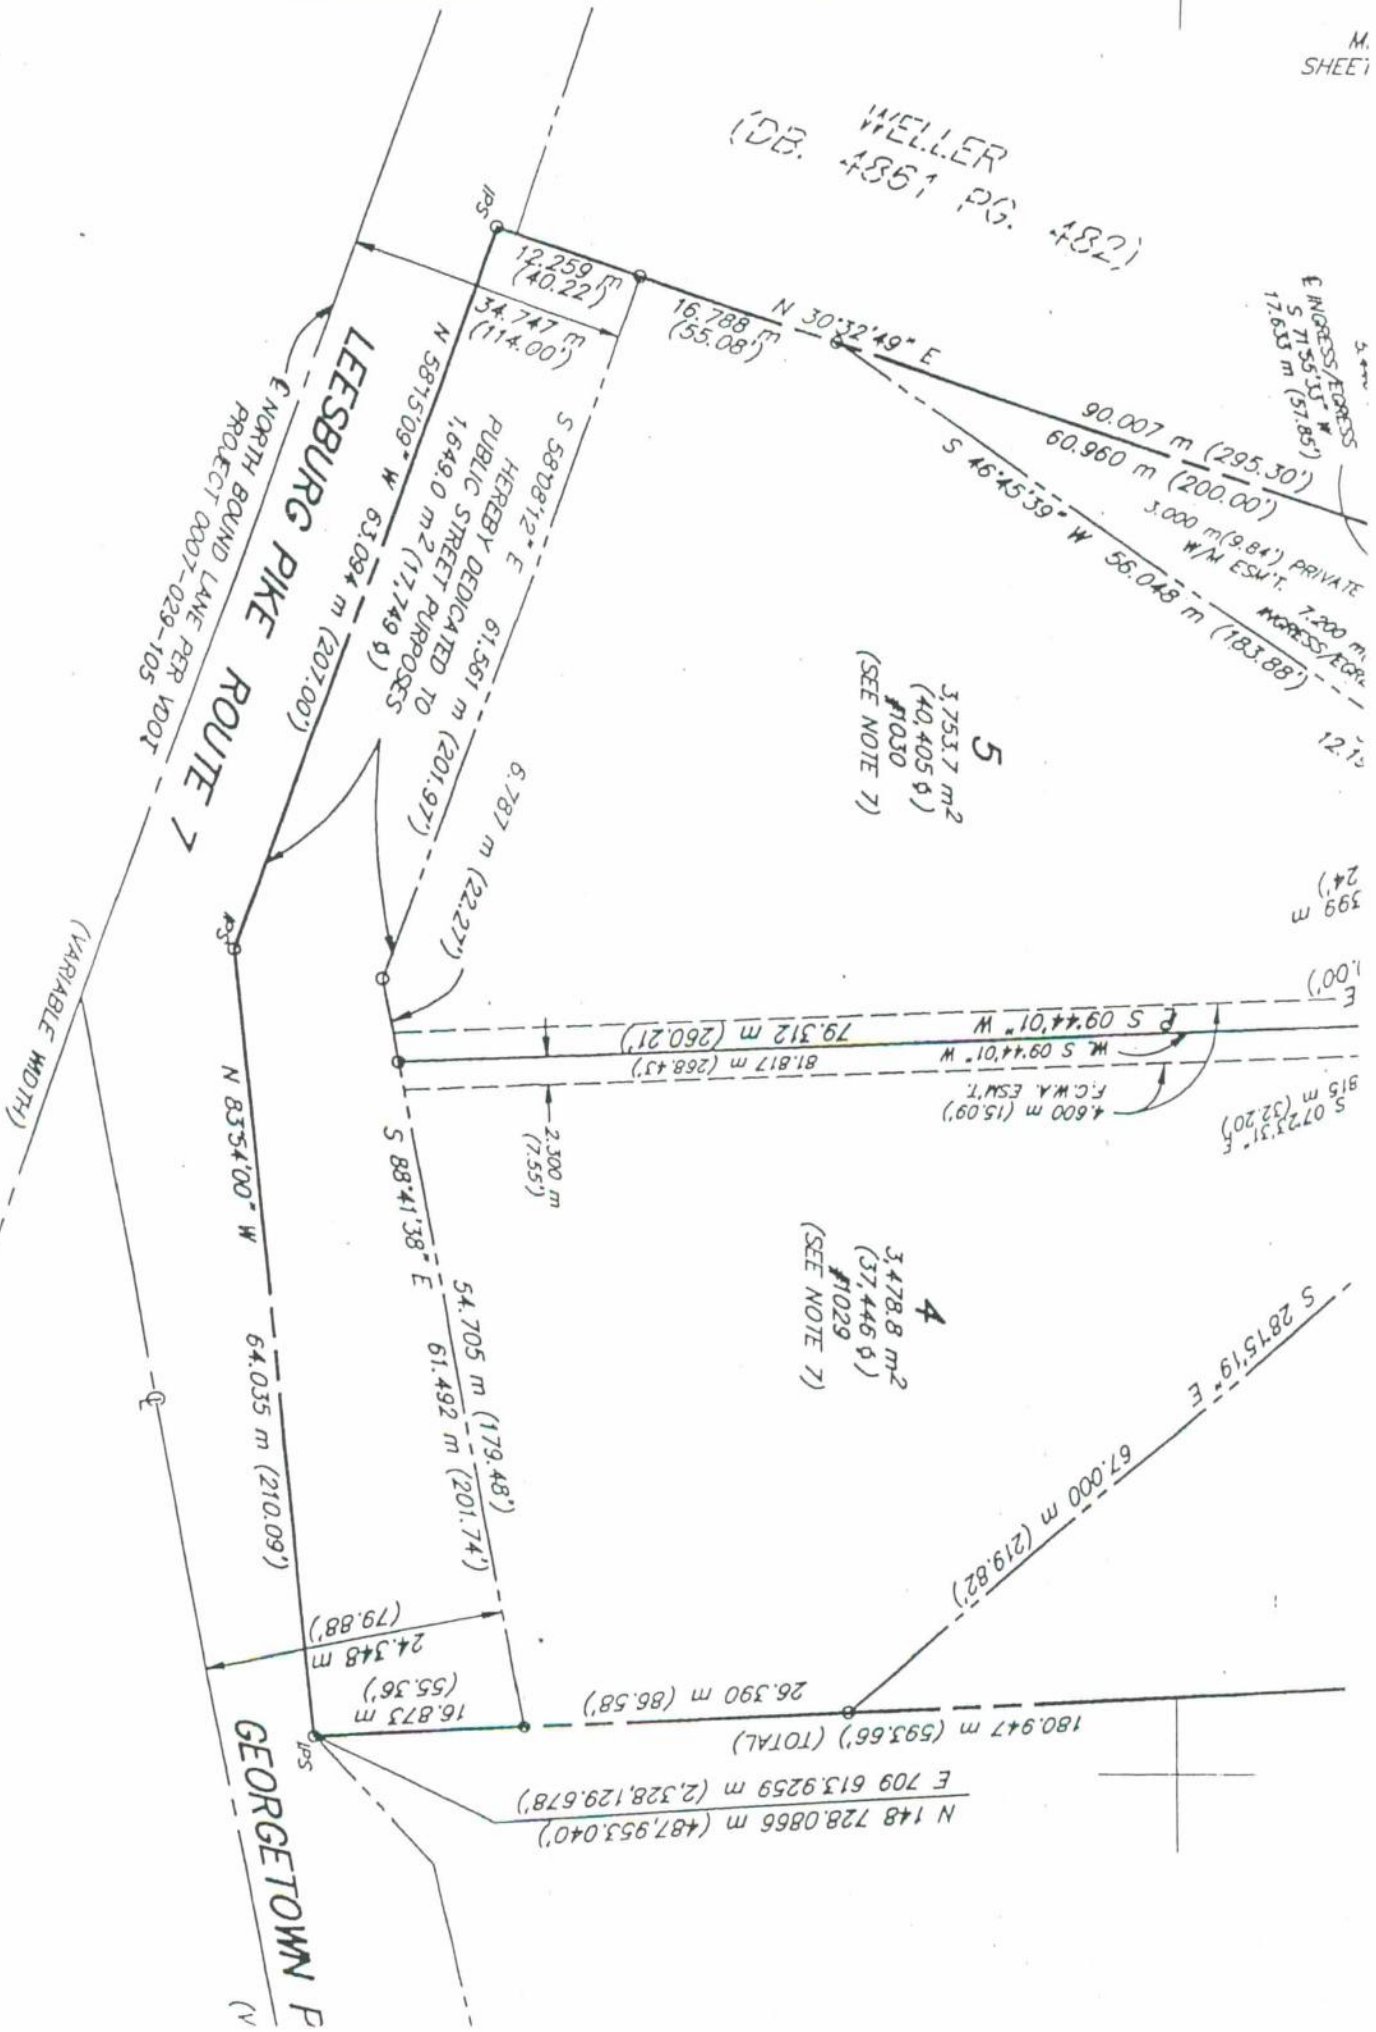 M.
SHEET
WELLER
(DB. 4861 PG. 482)
℄ INGRESS/EGRESS
S 71°55'33" W
17.633 m (57.85')
IPS
12.259 m
(40.22')
34.747 m
(114.00')
16.788 m
(55.08')
N 30°32'49" E
90.007 m (295.30')
60.960 m (200.00')
3.000 m(9.84') PRIVATE
W/M ESM'T.
7.200 m
INGRESS/EGRE
S 46°45'39" W 56.048 m (183.88')
12.15
N 58°15'09" W 63.094 m (207.00')
S 58°08'12" E 61.561 m (201.97')
HEREBY DEDICATED TO
PUBLIC STREET PURPOSES
1,649.0 m2 (17,749 ϕ)
LEESBURG PIKE ROUTE 7
℄ NORTH BOUND LANE PER VDOT
PROJECT 0007-029-105
(VARIABLE WIDTH)
5
3,753.7 m2
(40,405 ϕ)
#1030
(SEE NOTE 7)
6.787 m (22.27')
399 m
24')
E
1.00')
S 09°44'01" W
79.312 m (260.21')
S 09°44'01" W
81.817 m (268.43')
4.600 m (15.09')
F.C.W.A. ESM'T.
S 07°23'31" E
815 m (32.20')
2.300 m
(7.55')
IPS
N 83°54'00" W 64.035 m (210.09')
S 88°41'38" E
54.705 m (179.48')
61.492 m (201.74')
4
3,478.8 m2
(37,446 ϕ)
#1029
(SEE NOTE 7)
S 28°15'19" E
67.000 m (219.82')
24.348 m
(79.88')
16.873 m
(55.36')
26.390 m (86.58')
180.947 m (593.66') (TOTAL)
IPS
N 148 728.0866 m (487,953.040')
E 709 613.9259 m (2,328,129.678')
℄
GEORGETOWN P
(V